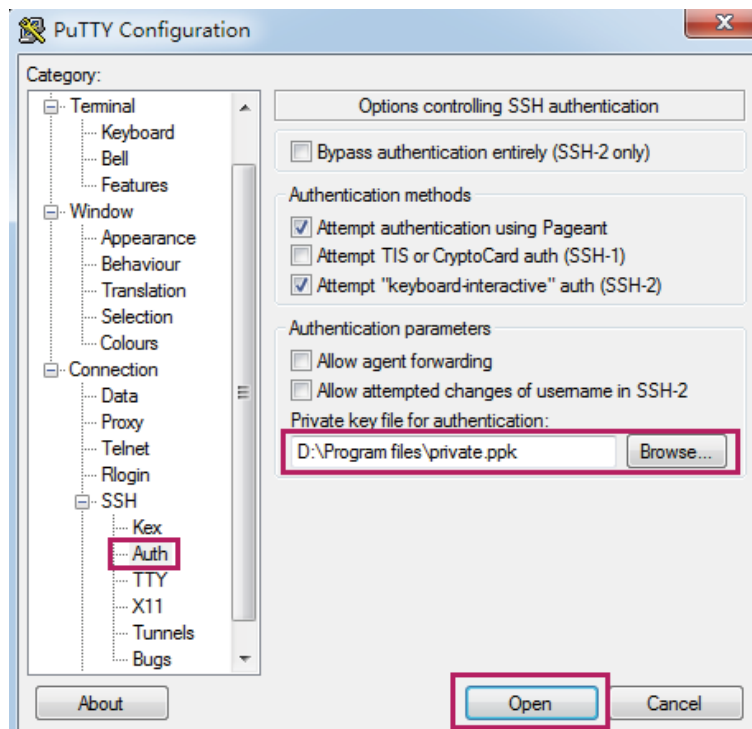 PuTTY Configuration
Category:
Terminal
Keyboard
Bell
Features
Window
Appearance
Behaviour
Translation
Selection
Colours
Connection
Data
Proxy
Telnet
Rlogin
SSH
Kex
Auth
TTY
X11
Tunnels
Bugs
Options controlling SSH authentication
Bypass authentication entirely (SSH-2 only)
Authentication methods
Attempt authentication using Pageant
Attempt TIS or CryptoCard auth (SSH-1)
Attempt "keyboard-interactive" auth (SSH-2)
Authentication parameters
Allow agent forwarding
Allow attempted changes of username in SSH-2
Private key file for authentication:
D:\Program files\private.ppk
Browse...
About
Open
Cancel